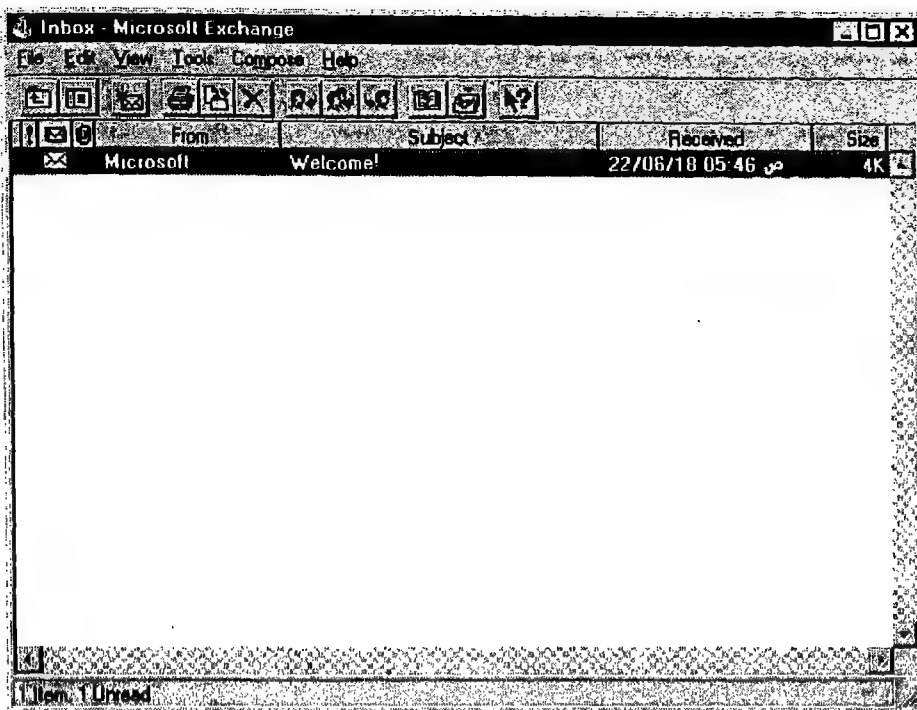 Inbox - Microsoft Exchange
File Edit View Tools Compose Help
From Subject Received Size
Microsoft Welcome! 22/06/18 05:46 ص 4K
1 Item, 1 Unread